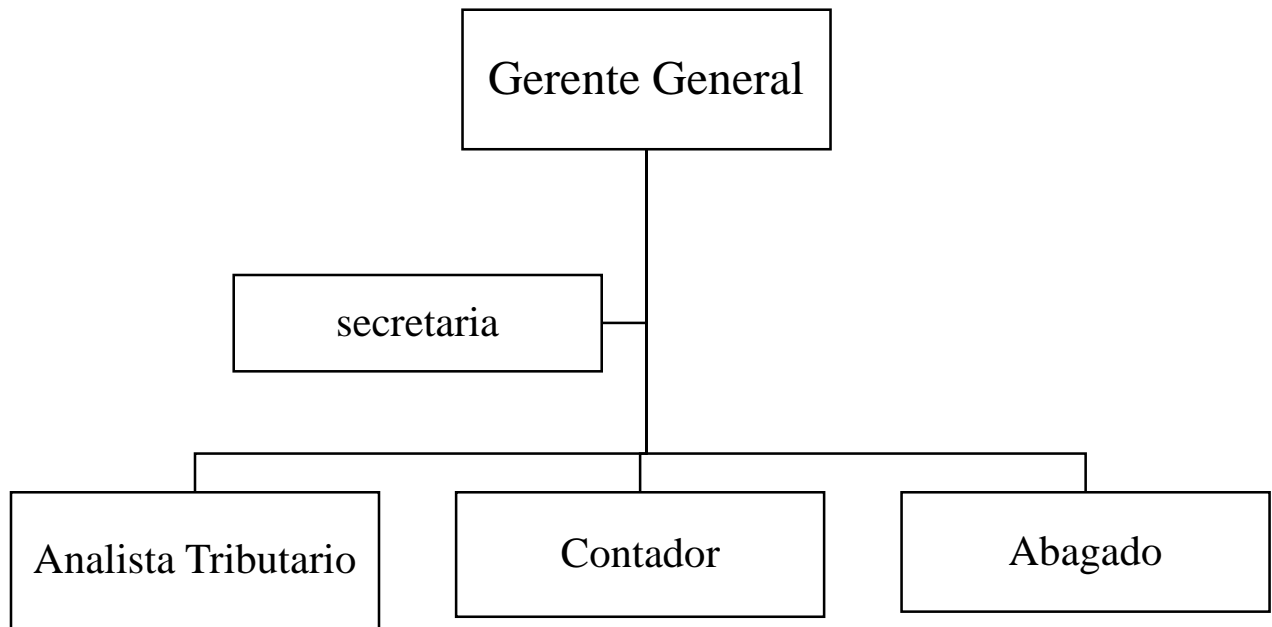 Gerente General
secretaria
Analista Tributario
Contador
Abagado